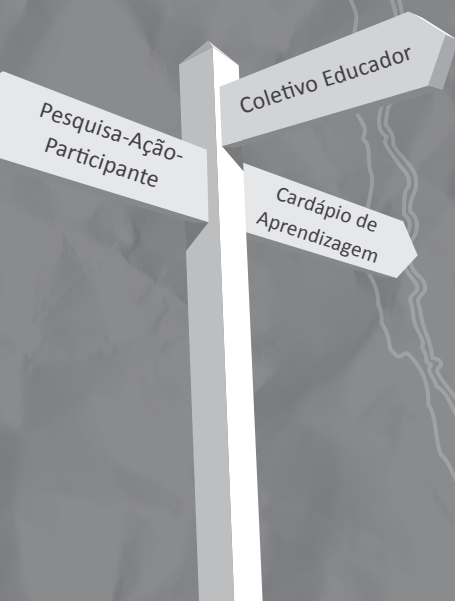 Coletivo Educador
Pesquisa-Ação-
Participante
Cardápio de
Aprendizagem